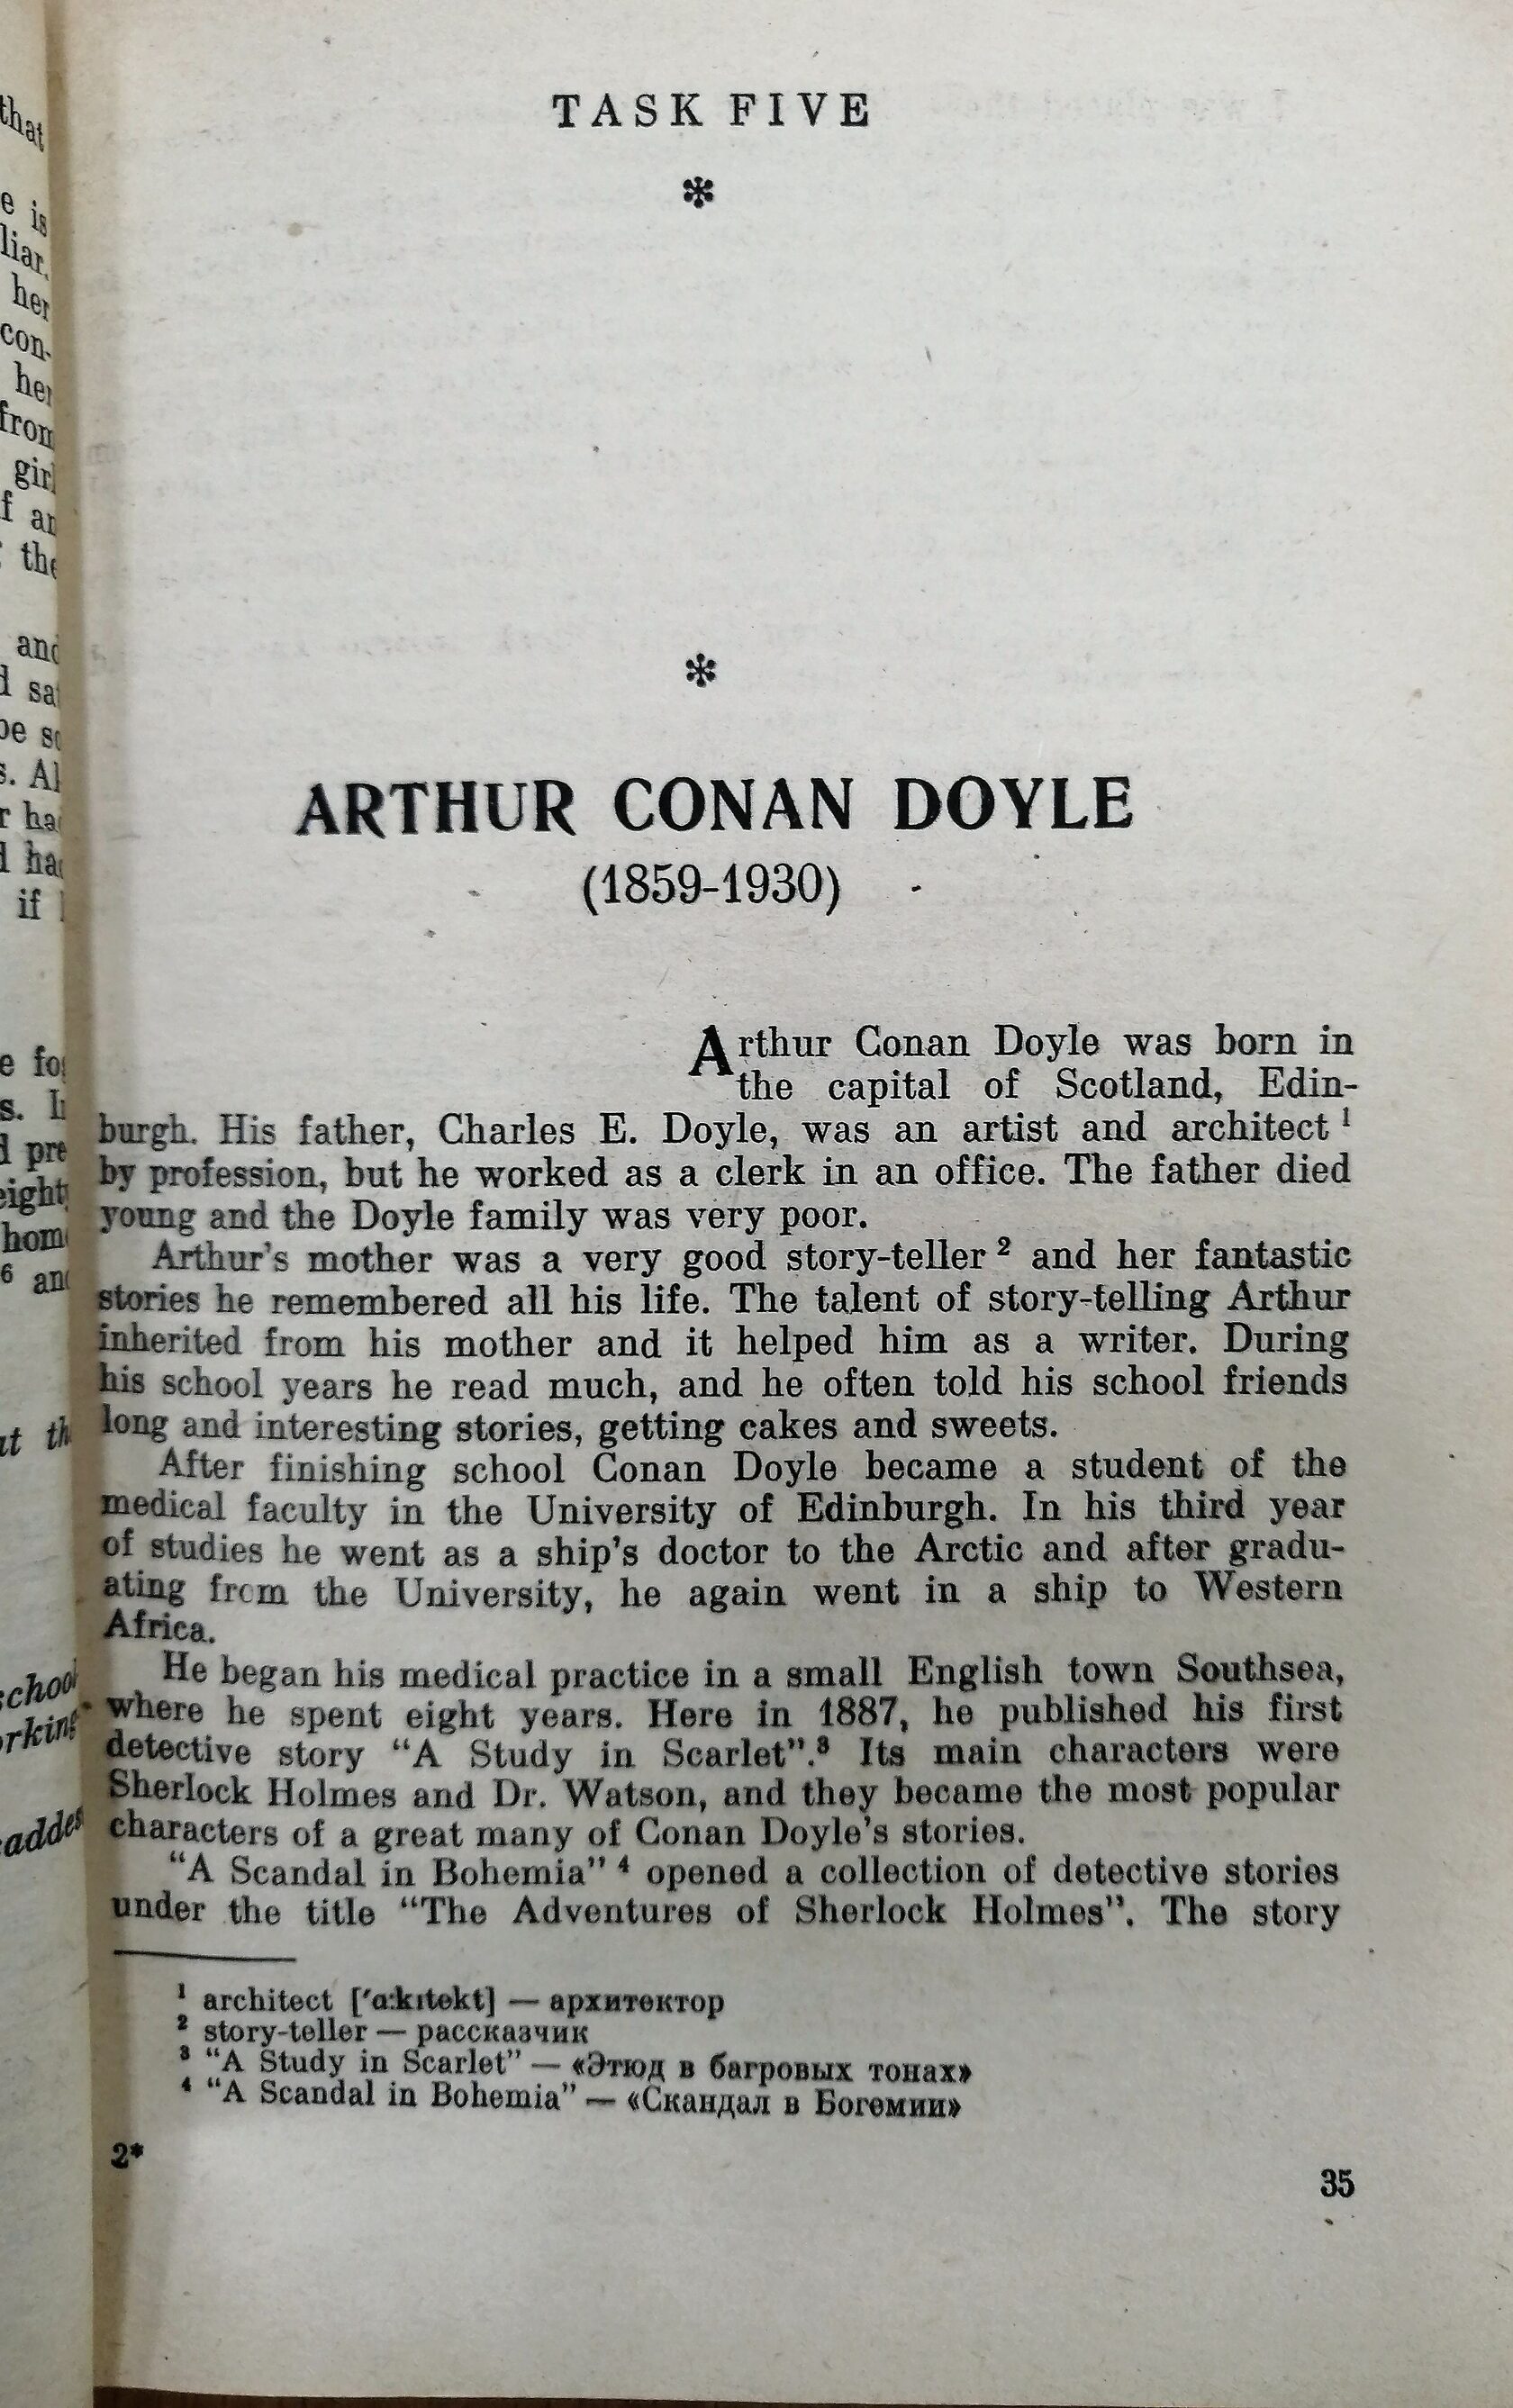 TASK FIVE
*
*
ARTHUR CONAN DOYLE
(1859-1930)
Arthur Conan Doyle was born in
the capital of Scotland, Edin-
burgh. His father, Charles E. Doyle, was an artist and architect ¹
by profession, but he worked as a clerk in an office. The father died
young and the Doyle family was very poor.
Arthur's mother was a very good story-teller ² and her fantastic
stories he remembered all his life. The talent of story-telling Arthur
inherited from his mother and it helped him as a writer. During
his school years he read much, and he often told his school friends
long and interesting stories, getting cakes and sweets.
After finishing school Conan Doyle became a student of the
medical faculty in the University of Edinburgh. In his third year
of studies he went as a ship's doctor to the Arctic and after gradu-
ating from the University, he again went in a ship to Western
Africa.
He began his medical practice in a small English town Southsea,
where he spent eight years. Here in 1887, he published his first
detective story “A Study in Scarlet”.³ Its main characters were
Sherlock Holmes and Dr. Watson, and they became the most popular
characters of a great many of Conan Doyle's stories.
“A Scandal in Bohemia” ⁴ opened a collection of detective stories
under the title “The Adventures of Sherlock Holmes”. The story
¹ architect [ˈɑ:kɪtekt] — архитектор
² story-teller — рассказчик
³ “A Study in Scarlet” — «Этюд в багровых тонах»
⁴ “A Scandal in Bohemia” — «Скандал в Богемии»
2*
35